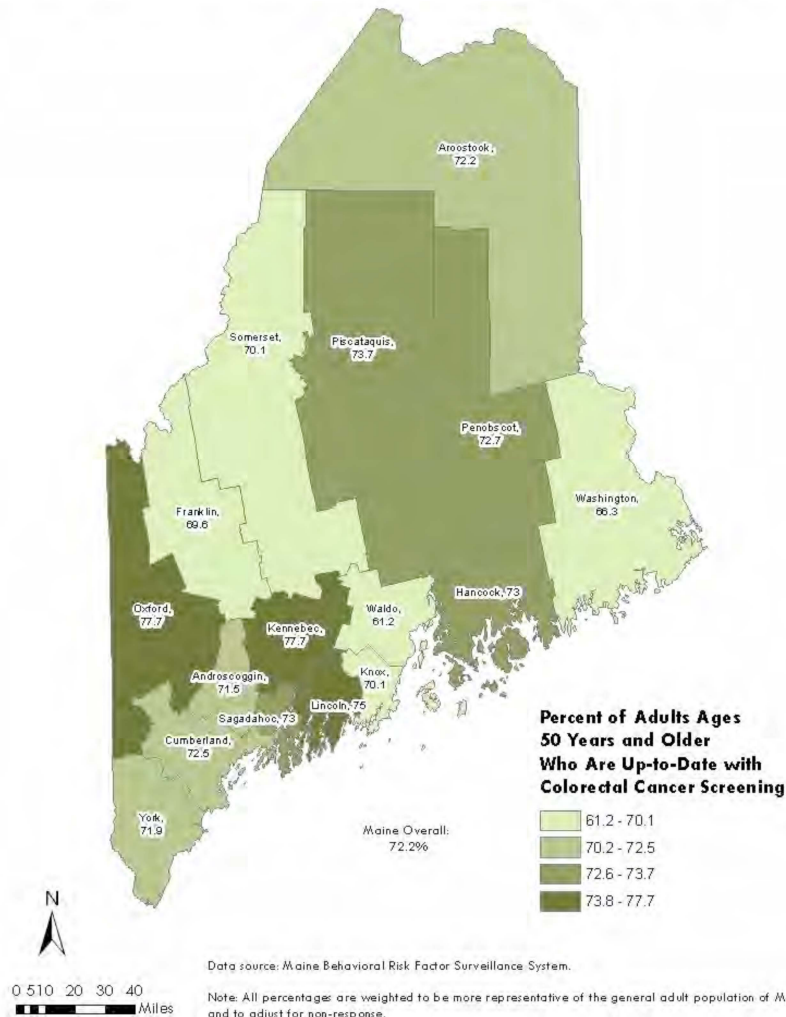 Aroostook,
72.2
Somerset,
70.1
Piscataquis,
73.7
Penobscot,
72.7
Washington,
66.3
Franklin,
69.6
Hancock, 73
Oxford,
77.7
Kennebec,
77.7
Waldo,
61.2
Knox,
70.1
Androscoggin,
71.5
Lincoln, 75
Sagadahoc, 73
Cumberland,
72.5
York,
71.9
Percent of Adults Ages
50 Years and Older
Who Are Up-to-Date with
Colorectal Cancer Screening
61.2 - 70.1
70.2 - 72.5
72.6 - 73.7
73.8 - 77.7
Maine Overall:
72.2%
N
0 5 10 20 30 40
Miles
Data source: Maine Behavioral Risk Factor Surveillance System.
Note: All percentages are weighted to be more representative of the general adult population of M
and to adjust for non-response.